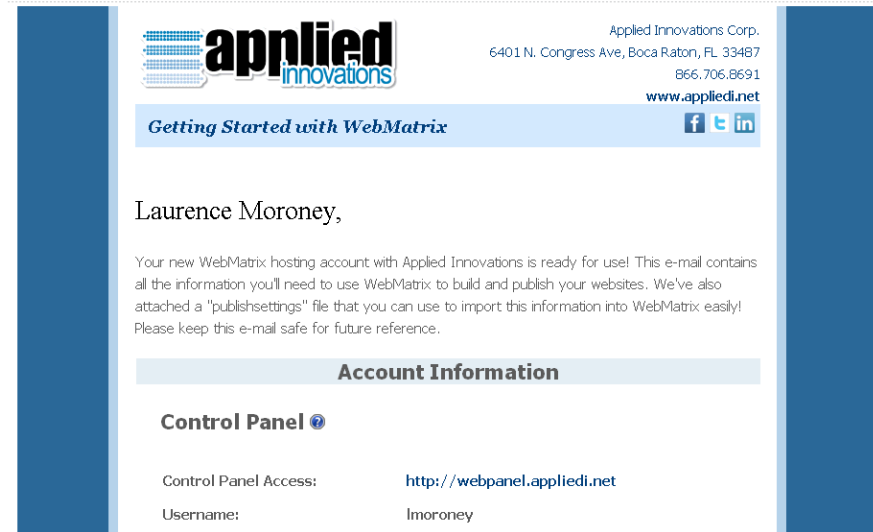 applied
innovations
Applied Innovations Corp.
6401 N. Congress Ave, Boca Raton, FL 33487
866.706.8691
www.appliedi.net
Getting Started with WebMatrix
Laurence Moroney,
Your new WebMatrix hosting account with Applied Innovations is ready for use! This e-mail contains
all the information you'll need to use WebMatrix to build and publish your websites. We've also
attached a "publishsettings" file that you can use to import this information into WebMatrix easily!
Please keep this e-mail safe for future reference.
Account Information
Control Panel
Control Panel Access: http://webpanel.appliedi.net
Username: lmoroney